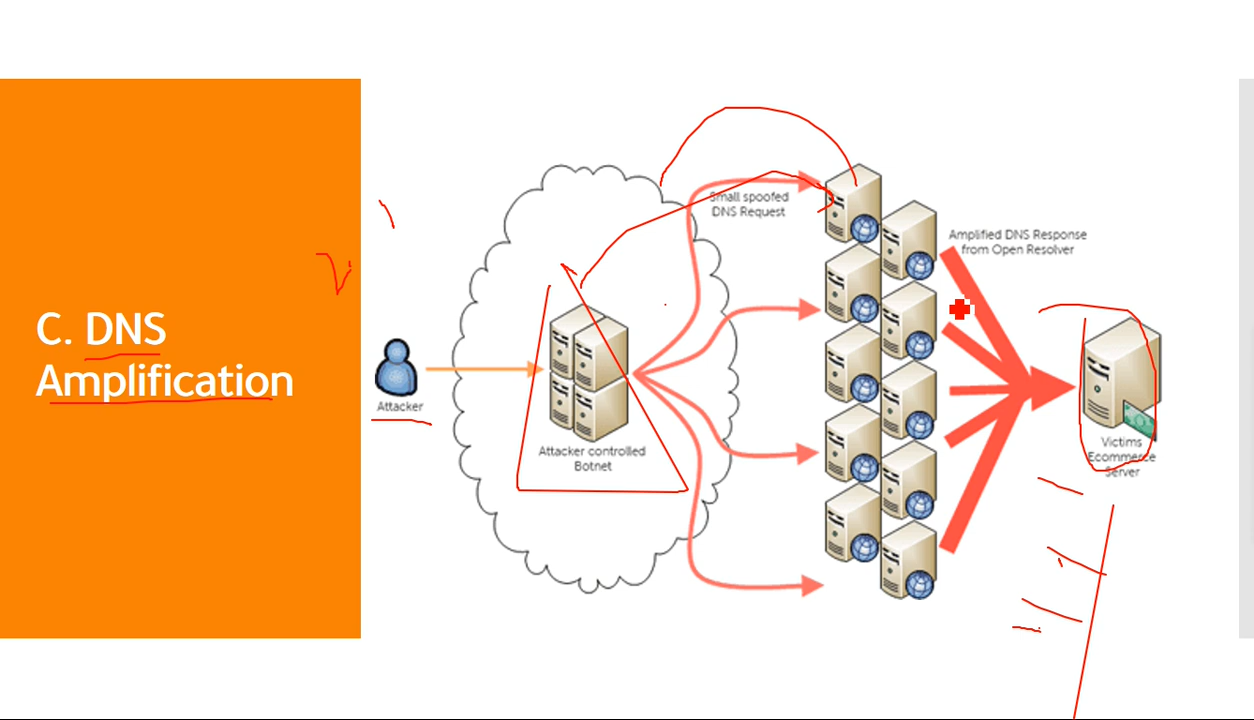 C. DNS
Amplification
Attacker
Attacker controlled
Botnet
Small spoofed
DNS Request
Amplified DNS Response
from Open Resolver
Victims
Ecommerce
Server